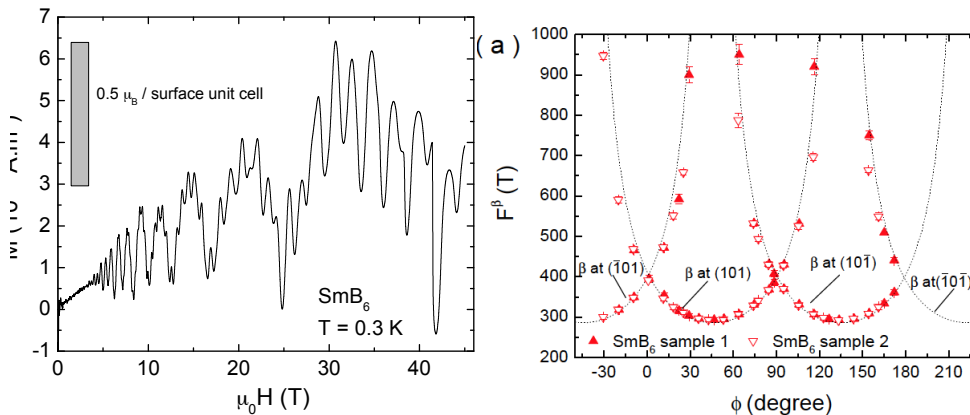 7
6
5
4
3
2
1
0
-1
0.5 μB / surface unit cell
SmB6
T = 0.3 K
0 10 20 30 40
μ0H (T)
( a )
1000
900
800
700
600
500
400
300
200
Fβ (T)
β at (1̄01)
β at (101)
β at (101̄)
β at(1̄01̄)
SmB6 sample 1
SmB6 sample 2
-30 0 30 60 90 120 150 180 210
ϕ (degree)